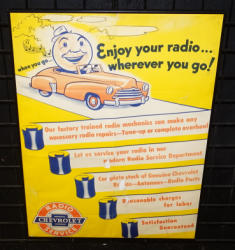 Enjoy your radio...
wherever you go!
when you go...
Our factory trained radio mechanics can make any
necessary radio repairs-Tune-up or complete overhaul
Let us service your radio in our
modern Radio Service Department
Complete stock of Genuine Chevrolet
Radio-Antennas-Radio Parts
Reasonable charges
for labor
Satisfaction
Guaranteed
RADIO
CHEVROLET
SERVICE